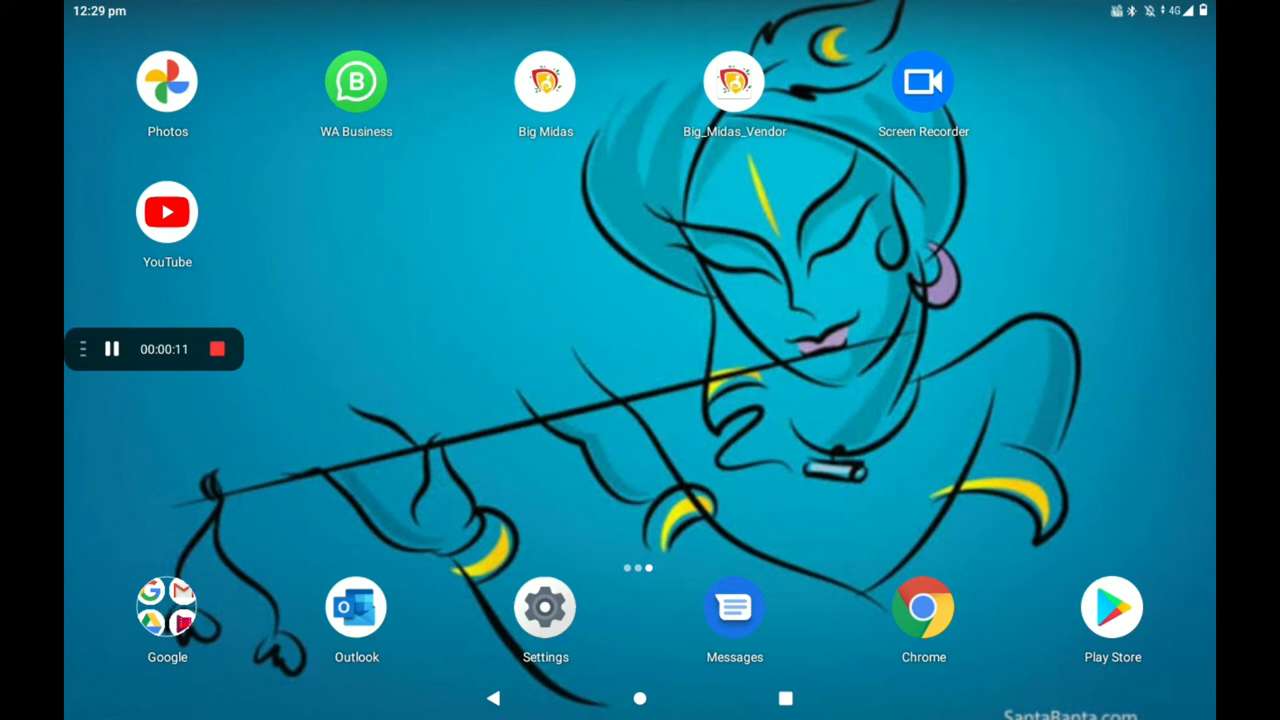 12:29 pm
4G
Photos
WA Business
Big Midas
Big_Midas_Vendor
Screen Recorder
YouTube
00:00:11
Google
Outlook
Settings
Messages
Chrome
Play Store
SantaBanta.com